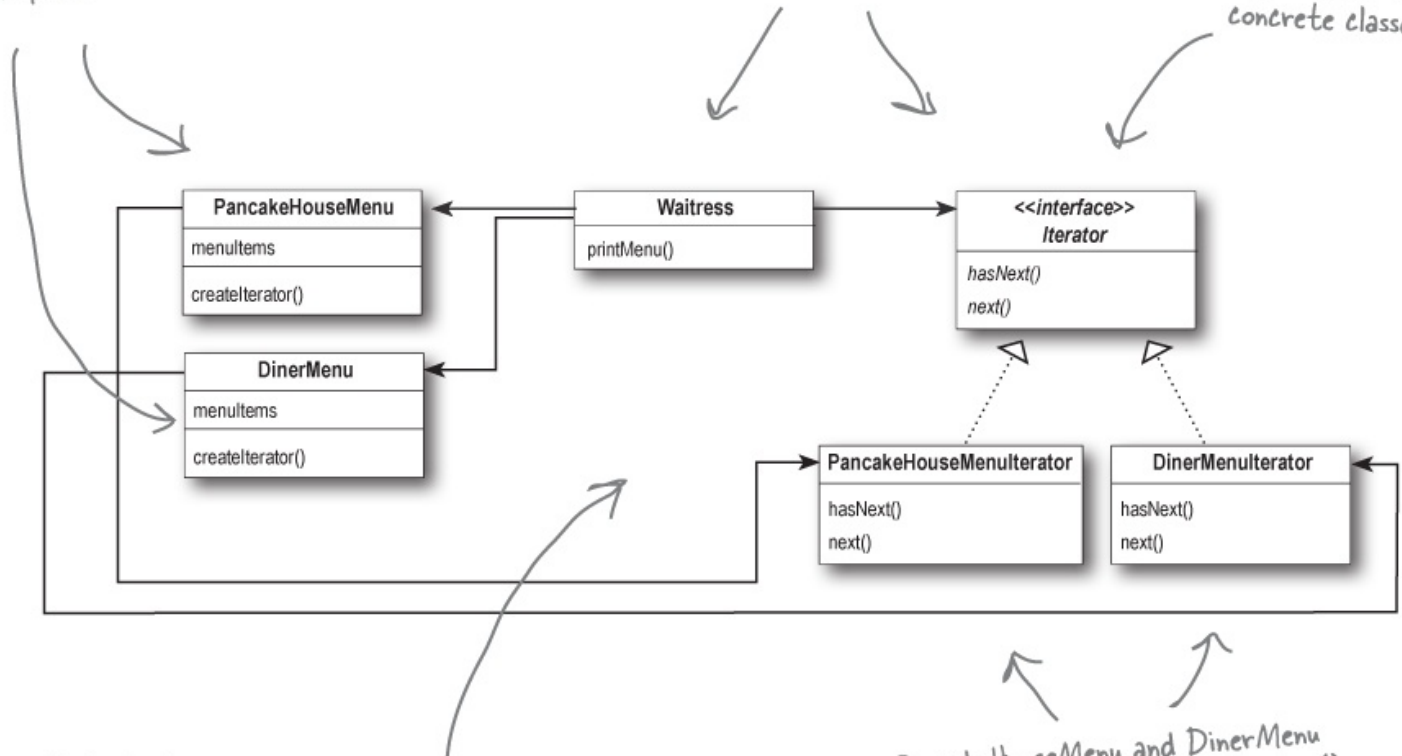 concrete class
PancakeHouseMenu
menuItems
createIterator()
DinerMenu
menuItems
createIterator()
Waitress
printMenu()
<<interface>>
Iterator
hasNext()
next()
PancakeHouseMenuIterator
hasNext()
next()
DinerMenuIterator
hasNext()
next()
Menu and DinerMenu